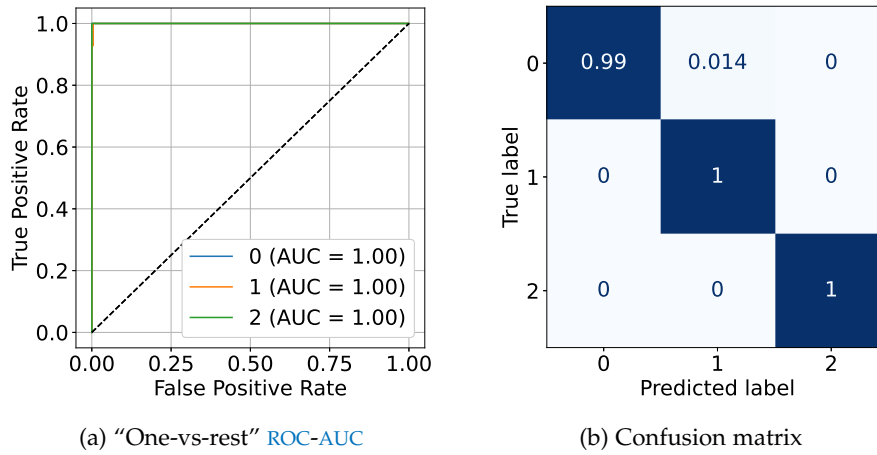 1.0
0.8
0.6
0.4
0.2
0.0
True Positive Rate
0 (AUC = 1.00)
1 (AUC = 1.00)
2 (AUC = 1.00)
0.00 0.25 0.50 0.75 1.00
False Positive Rate
(a) “One-vs-rest” ROC-AUC
True label
0 0.99 0.014 0
1 0 1 0
2 0 0 1
0 1 2
Predicted label
(b) Confusion matrix